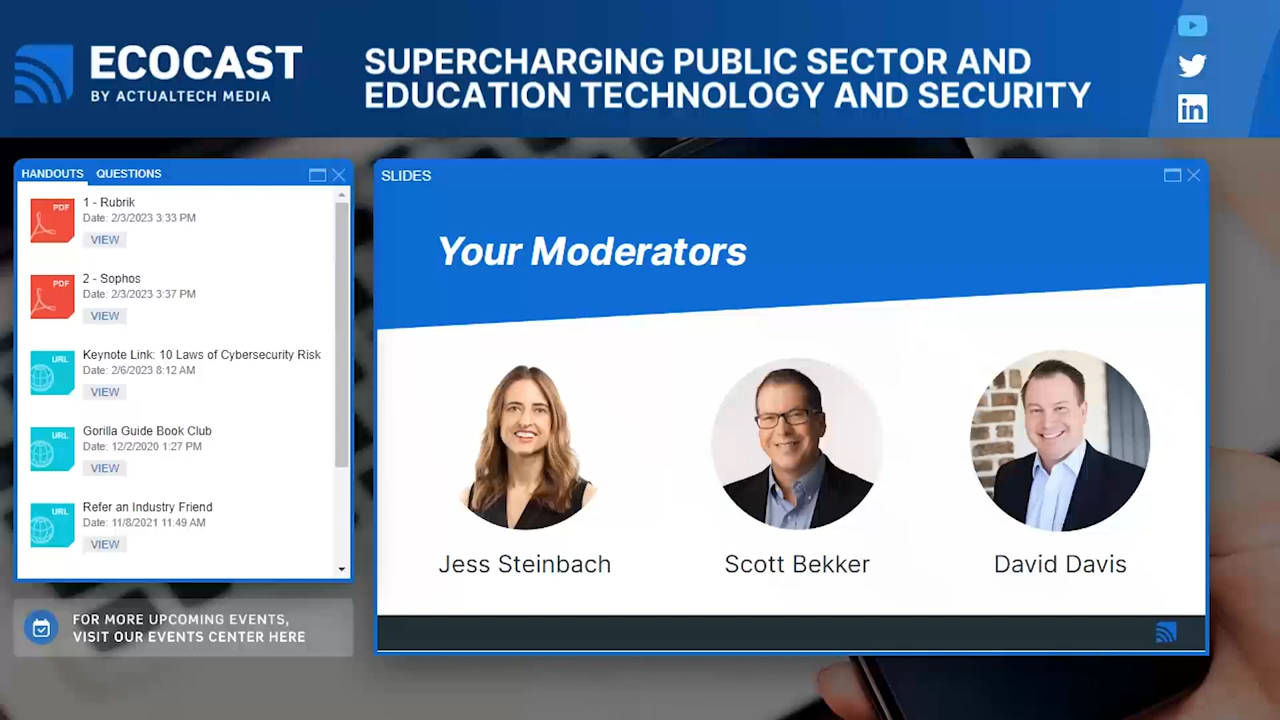 ECOCAST
BY ACTUALTECH MEDIA
SUPERCHARGING PUBLIC SECTOR AND
EDUCATION TECHNOLOGY AND SECURITY
in
HANDOUTS QUESTIONS
PDF
1 - Rubrik
Date: 2/3/2023 3:33 PM
VIEW
PDF
2 - Sophos
Date: 2/3/2023 3:37 PM
VIEW
URL
Keynote Link: 10 Laws of Cybersecurity Risk
Date: 2/6/2023 8:12 AM
VIEW
URL
Gorilla Guide Book Club
Date: 12/2/2020 1:27 PM
VIEW
URL
Refer an Industry Friend
Date: 11/8/2021 11:49 AM
VIEW
FOR MORE UPCOMING EVENTS,
VISIT OUR EVENTS CENTER HERE
SLIDES
Your Moderators
Jess Steinbach
Scott Bekker
David Davis